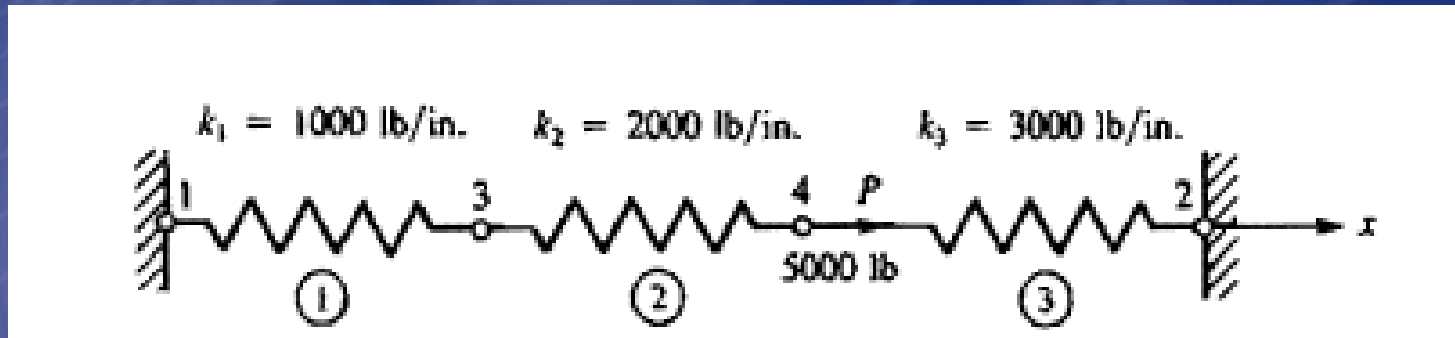 k₁ = 1000 lb/in. k₂ = 2000 lb/in. k₃ = 3000 lb/in.
1 3 4 P 2
x
5000 lb
1 2 3